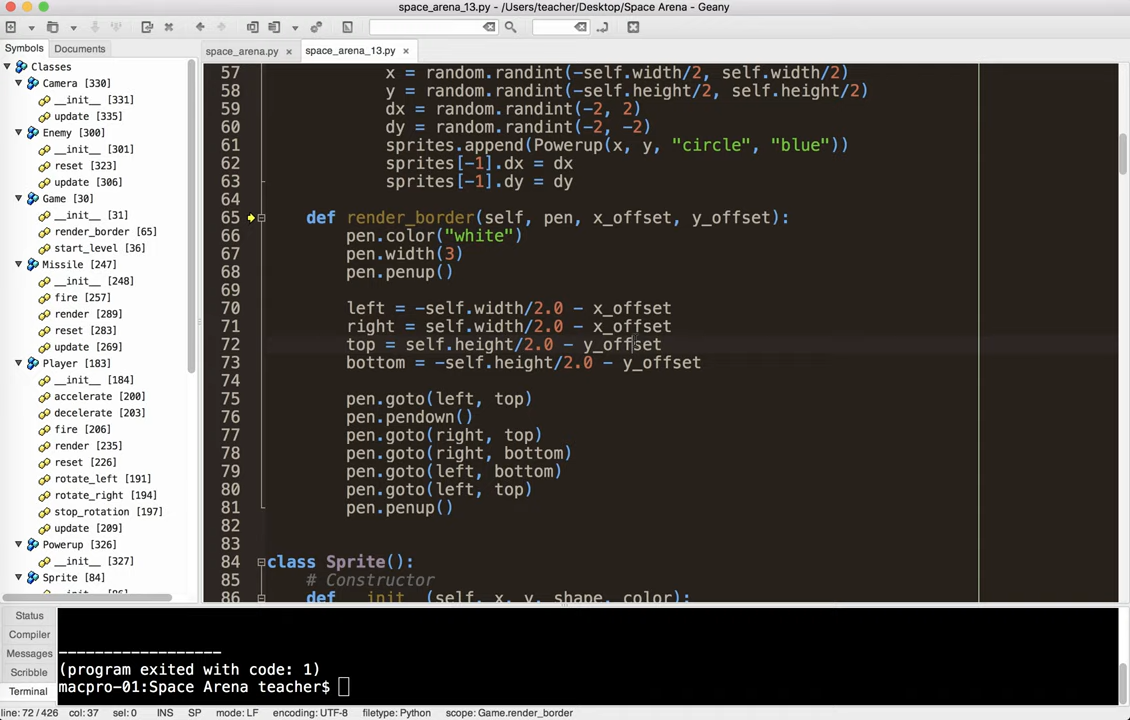 space_arena_13.py - /Users/teacher/Desktop/Space Arena - Geany
Symbols Documents
space_arena.py × space_arena_13.py ×
Classes
Camera [330]
__init__ [331]
update [335]
Enemy [300]
__init__ [301]
reset [323]
update [306]
Game [30]
__init__ [31]
render_border [65]
start_level [36]
Missile [247]
__init__ [248]
fire [257]
render [289]
reset [283]
update [269]
Player [183]
__init__ [184]
accelerate [200]
decelerate [203]
fire [206]
render [235]
reset [226]
rotate_left [191]
rotate_right [194]
stop_rotation [197]
update [209]
Powerup [326]
__init__ [327]
Sprite [84]
57 x = random.randint(-self.width/2, self.width/2)
58 y = random.randint(-self.height/2, self.height/2)
59 dx = random.randint(-2, 2)
60 dy = random.randint(-2, -2)
61 sprites.append(Powerup(x, y, "circle", "blue"))
62 sprites[-1].dx = dx
63 sprites[-1].dy = dy
64
65 def render_border(self, pen, x_offset, y_offset):
66 pen.color("white")
67 pen.width(3)
68 pen.penup()
69
70 left = -self.width/2.0 - x_offset
71 right = self.width/2.0 - x_offset
72 top = self.height/2.0 - y_offset
73 bottom = -self.height/2.0 - y_offset
74
75 pen.goto(left, top)
76 pen.pendown()
77 pen.goto(right, top)
78 pen.goto(right, bottom)
79 pen.goto(left, bottom)
80 pen.goto(left, top)
81 pen.penup()
82
83
84 class Sprite():
85 # Constructor
86 def __init__(self, x, y, shape, color):
Status
Compiler
Messages
Scribble
Terminal
------------------
(program exited with code: 1)
macpro-01:Space Arena teacher$
line: 72 / 426 col: 37 sel: 0 INS SP mode: LF encoding: UTF-8 filetype: Python scope: Game.render_border